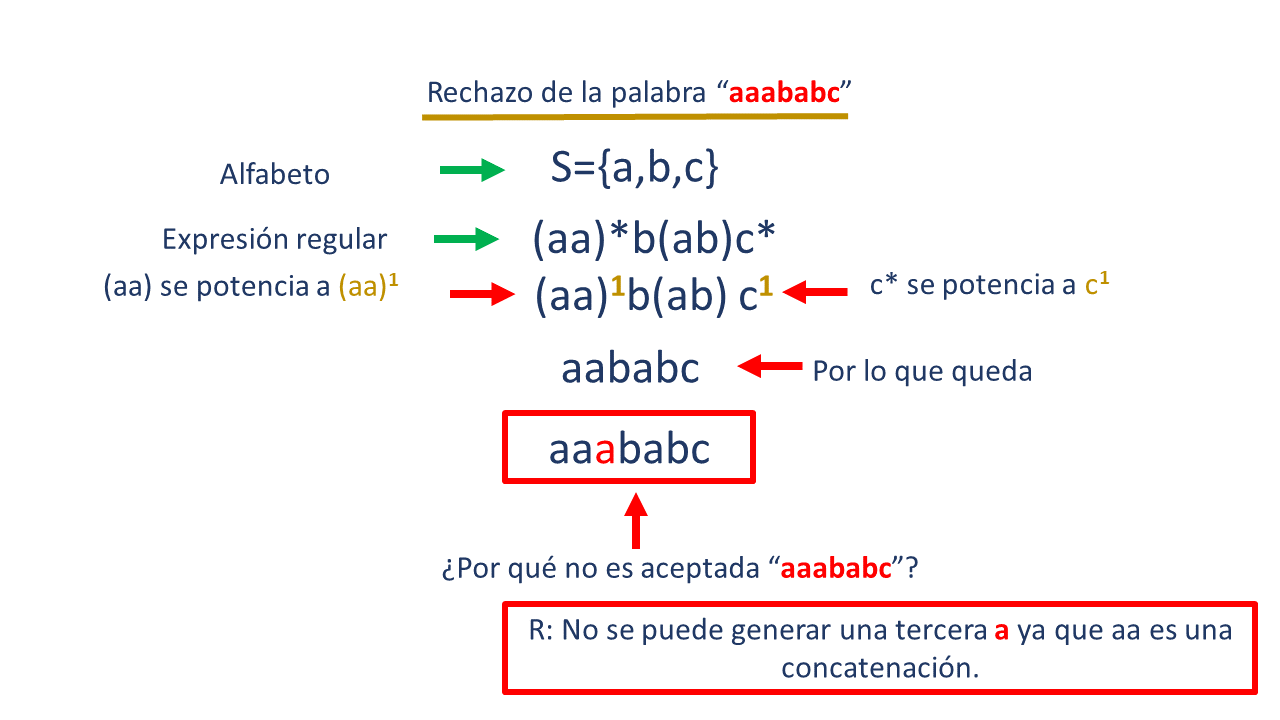 Rechazo de la palabra “aaababc”
Alfabeto
S={a,b,c}
Expresión regular
(aa)*b(ab)c*
(aa) se potencia a (aa)¹
(aa)¹b(ab) c¹
c* se potencia a c¹
aababc
Por lo que queda
aaababc
¿Por qué no es aceptada “aaababc”?
R: No se puede generar una tercera a ya que aa es una
concatenación.